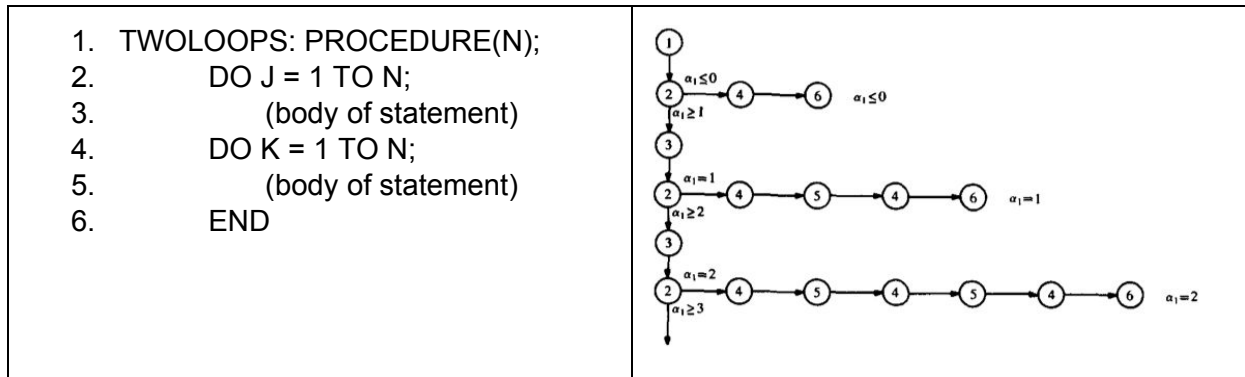 1. TWOLOOPS: PROCEDURE(N);
2. DO J = 1 TO N;
3. (body of statement)
4. DO K = 1 TO N;
5. (body of statement)
6. END
1
α₁≤0
2 4 6 α₁≤0
α₁≥1
3
α₁=1
2 4 5 4 6 α₁=1
α₁≥2
3
α₁=2
2 4 5 4 5 4 6 α₁=2
α₁≥3